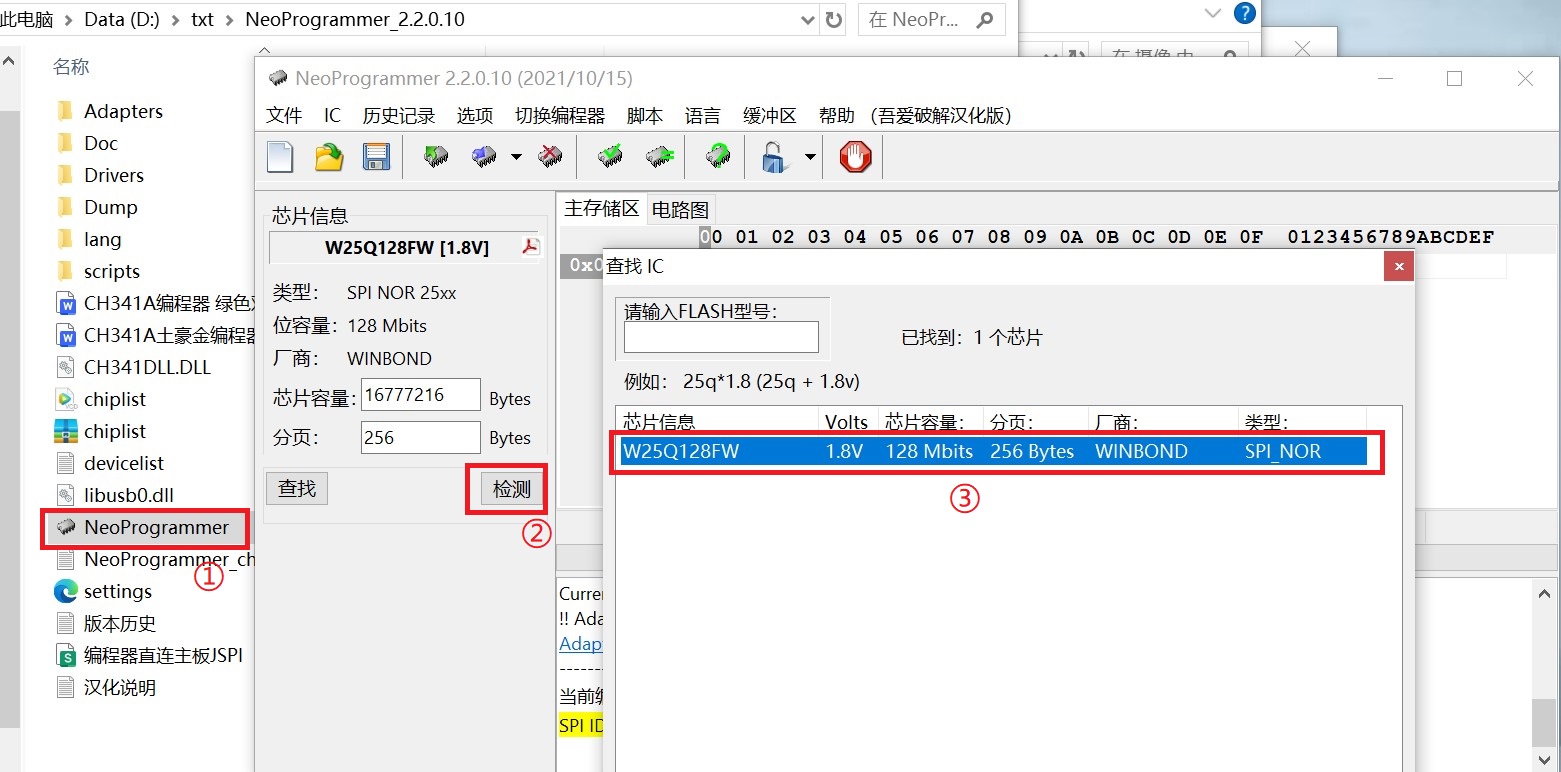 此电脑 > Data (D:) > txt > NeoProgrammer_2.2.0.10
在 NeoPr...
名称
Adapters
Doc
Drivers
Dump
lang
scripts
CH341A编程器 绿色
CH341A土豪金编程器
CH341DLL.DLL
chiplist
chiplist
devicelist
libusb0.dll
NeoProgrammer
NeoProgrammer_ch
①
settings
版本历史
编程器直连主板JSPI
汉化说明
NeoProgrammer 2.2.0.10 (2021/10/15)
文件 IC 历史记录 选项 切换编程器 脚本 语言 缓冲区 帮助 (吾爱破解汉化版)
芯片信息
W25Q128FW [1.8V]
类型: SPI NOR 25xx
位容量: 128 Mbits
厂商: WINBOND
芯片容量: 16777216 Bytes
分页: 256 Bytes
查找 检测
②
主存储区 电路图
00 01 02 03 04 05 06 07 08 09 0A 0B 0C 0D 0E 0F 0123456789ABCDEF
查找 IC
请输入FLASH型号:
已找到: 1 个芯片
例如: 25q*1.8 (25q + 1.8v)
芯片信息 Volts 芯片容量: 分页: 厂商: 类型:
W25Q128FW 1.8V 128 Mbits 256 Bytes WINBOND SPI_NOR
③
Curre
!! Ada
Adap
------
当前编
SPI ID